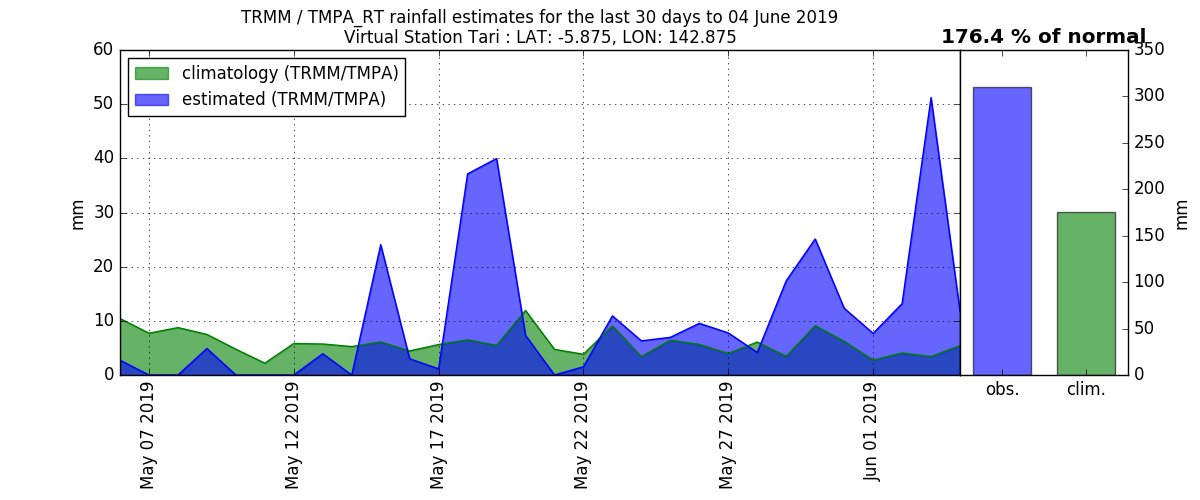 TRMM / TMPA_RT rainfall estimates for the last 30 days to 04 June 2019
Virtual Station Tari : LAT: -5.875, LON: 142.875
176.4 % of normal
climatology (TRMM/TMPA)
estimated (TRMM/TMPA)
60
50
40
30
20
10
0
mm
May 07 2019
May 12 2019
May 17 2019
May 22 2019
May 27 2019
Jun 01 2019
350
300
250
200
150
100
50
0
mm
obs.
clim.